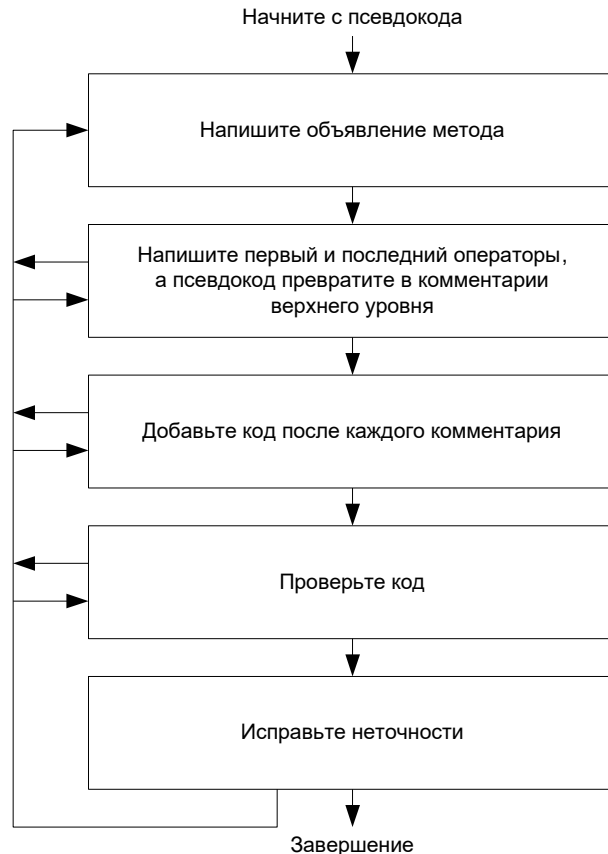 Начните с псевдокода
Напишите объявление метода
Напишите первый и последний операторы,
а псевдокод превратите в комментарии
верхнего уровня
Добавьте код после каждого комментария
Проверьте код
Исправьте неточности
Завершение